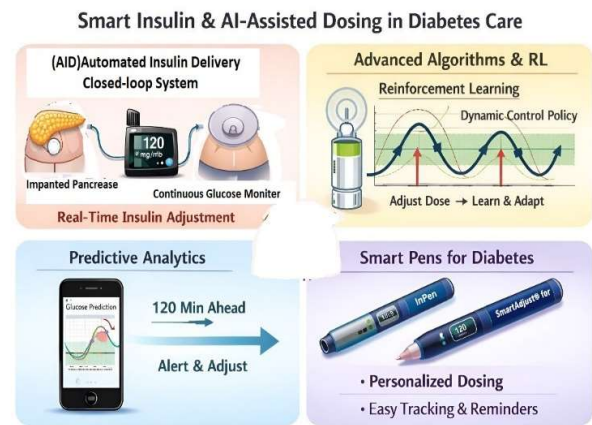 Smart Insulin & AI-Assisted Dosing in Diabetes Care
(AID)Automated Insulin Delivery
Closed-loop System
120
Impanted Pancrease
Continuous Glucose Moniter
Real-Time Insulin Adjustment
Advanced Algorithms & RL
Reinforcement Learning
Dynamic Control Policy
Adjust Dose → Learn & Adapt
Predictive Analytics
Glucose Prediction
120 Min Ahead
Alert & Adjust
Smart Pens for Diabetes
InPen
SmartAdjust® for
120
• Personalized Dosing
• Easy Tracking & Reminders